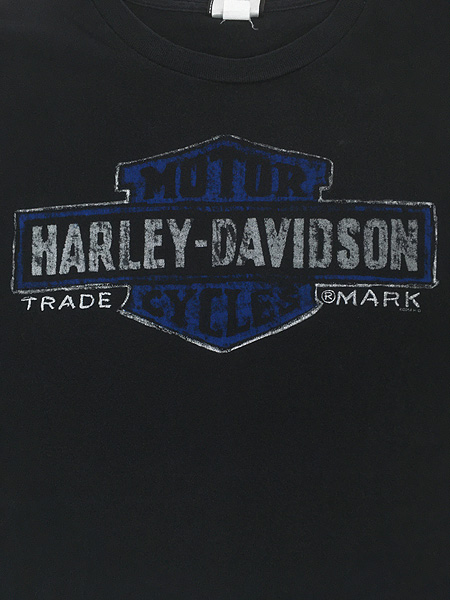 MOTOR
HARLEY-DAVIDSON
TRADE ® MARK
CYCLES